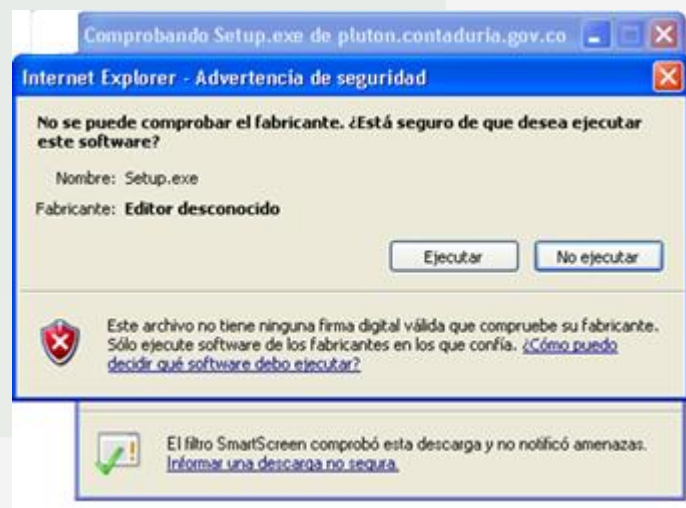 Comprobando Setup.exe de pluton.contaduria.gov.co
Internet Explorer - Advertencia de seguridad
No se puede comprobar el fabricante. ¿Está seguro de que desea ejecutar
este software?
Nombre: Setup.exe
Fabricante: Editor desconocido
Ejecutar No ejecutar
Este archivo no tiene ninguna firma digital válida que compruebe su fabricante.
Sólo ejecute software de los fabricantes en los que confía. ¿Cómo puedo
decidir qué software debo ejecutar?
El filtro SmartScreen comprobó esta descarga y no notificó amenazas.
Informar una descarga no segura.